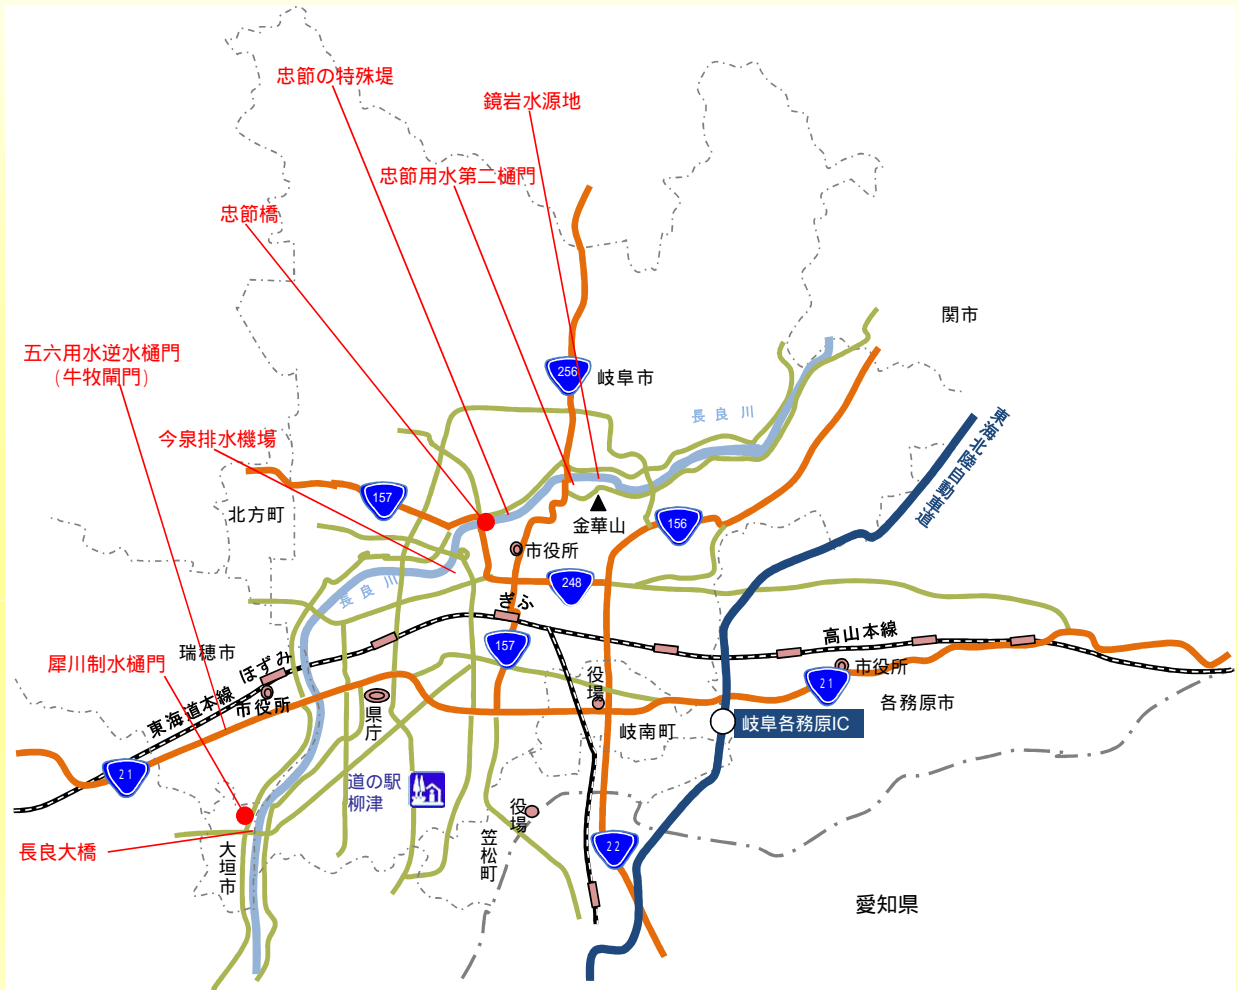 忠節の特殊堤
鏡岩水源地
忠節用水第二樋門
忠節橋
関市
五六用水逆水樋門
(牛牧閘門)
256
岐阜市
長良川
東海北陸自動車道
今泉排水機場
157
北方町
金華山
156
市役所
248
長良川
ぎふ
157
高山本線
瑞穂市
ほずみ
犀川制水樋門
市役所
役場
21
各務原市
東海道本線
市役所
県庁
岐南町
岐阜各務原IC
21
道の駅
柳津
役場
笠松町
22
長良大橋
大垣市
愛知県